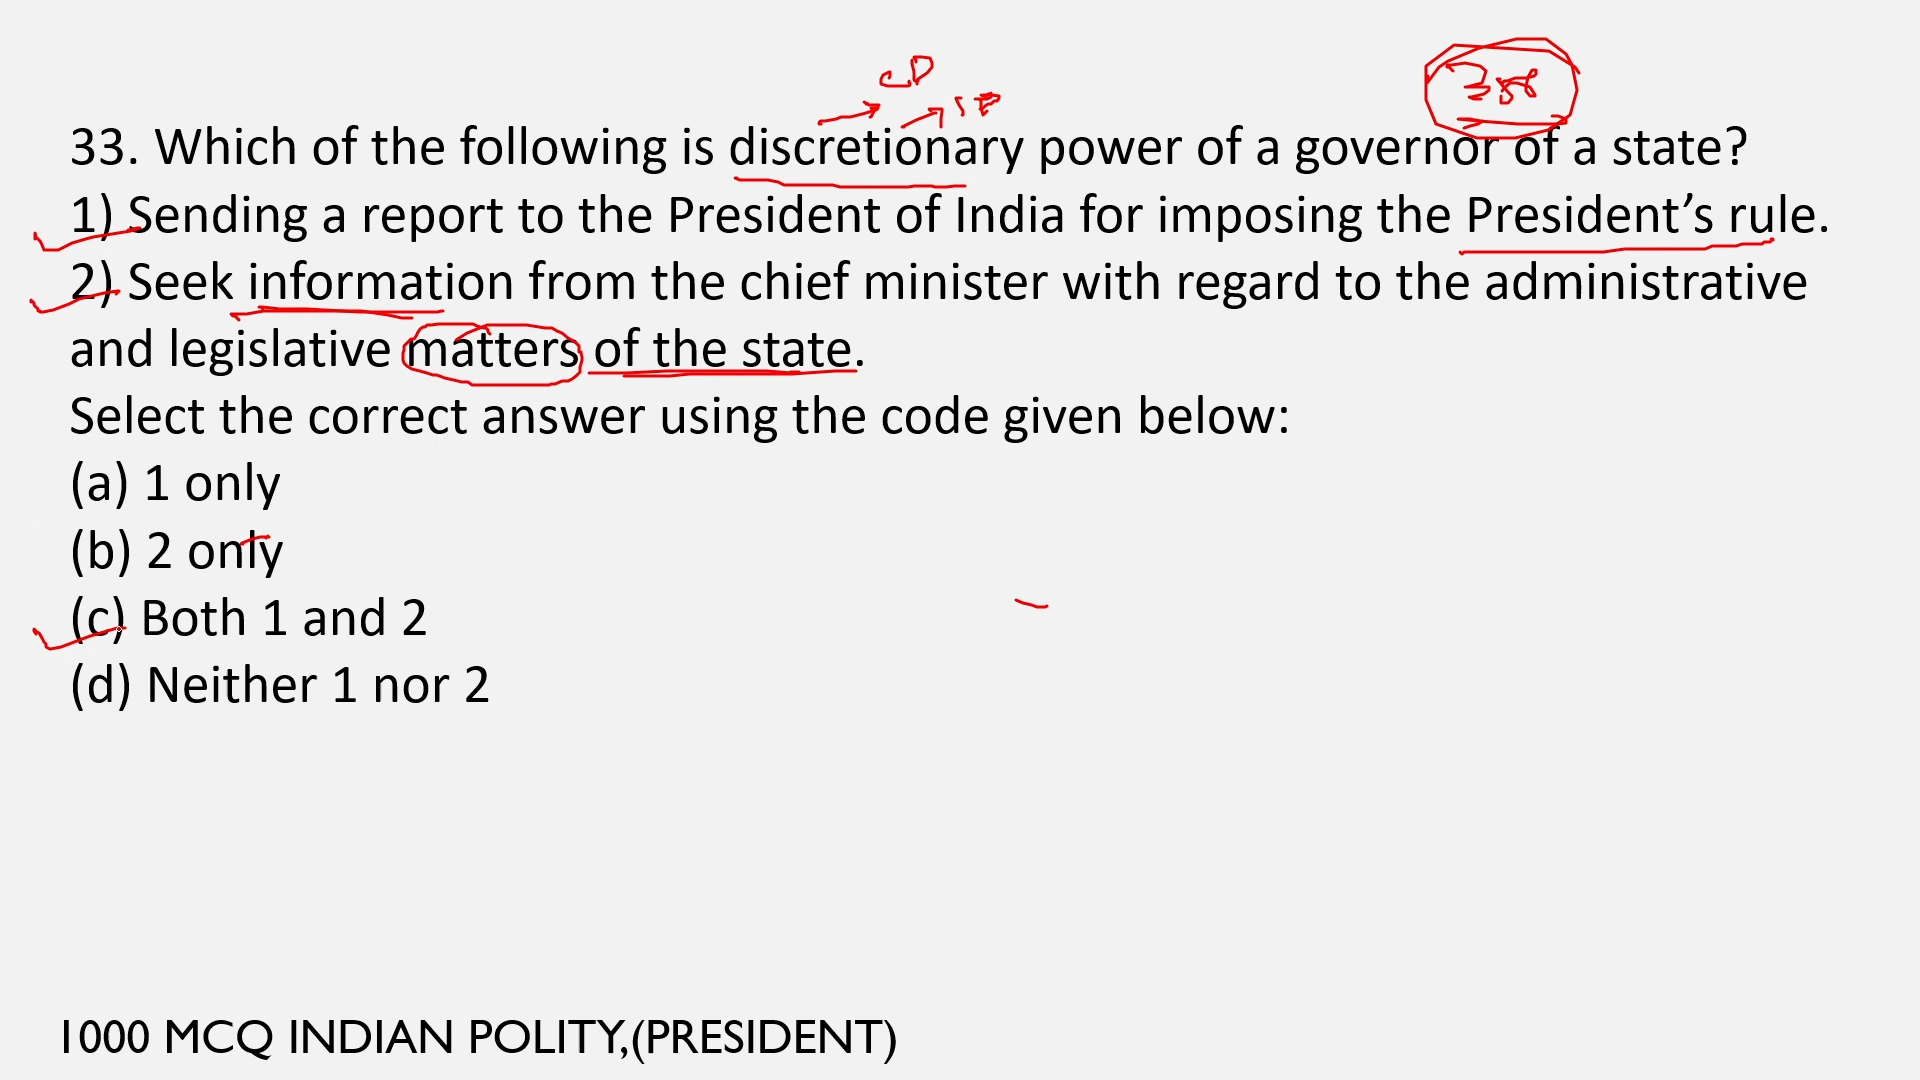 CD
358
33. Which of the following is discretionary power of a governor of a state?
1) Sending a report to the President of India for imposing the President’s rule.
2) Seek information from the chief minister with regard to the administrative
and legislative matters of the state.
Select the correct answer using the code given below:
(a) 1 only
(b) 2 only
(c) Both 1 and 2
(d) Neither 1 nor 2
1000 MCQ INDIAN POLITY,(PRESIDENT)